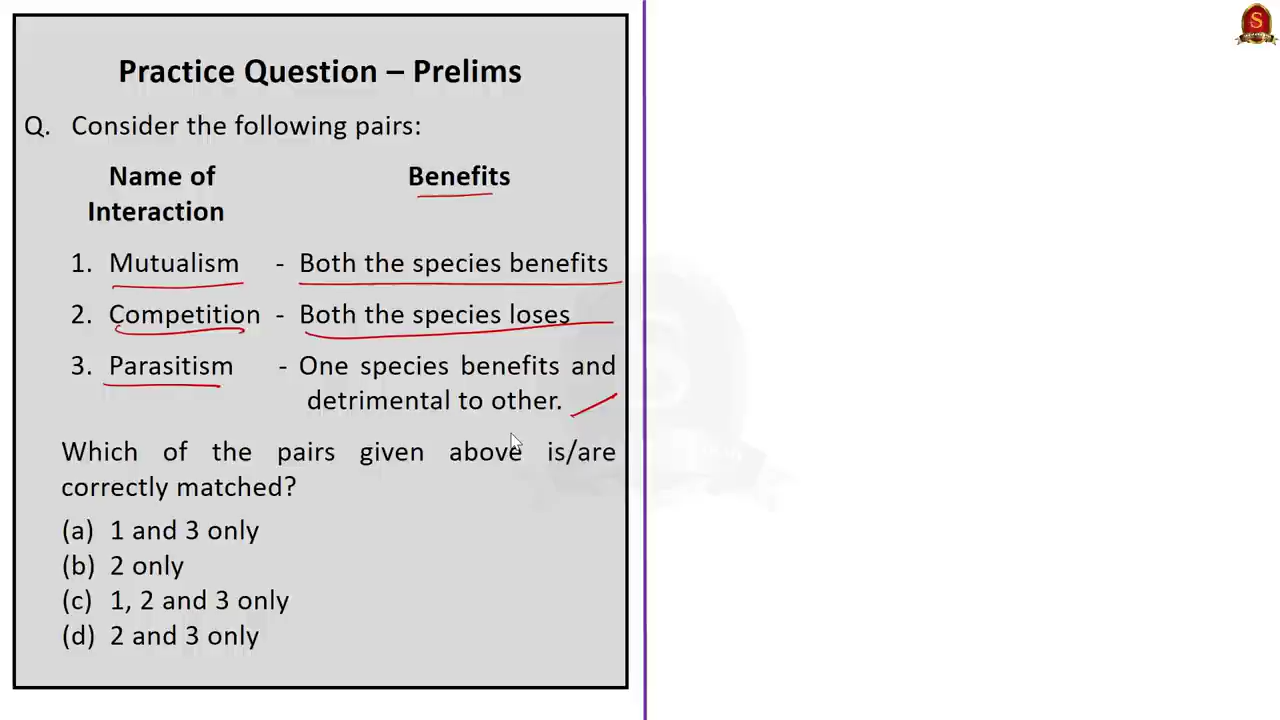 Practice Question – Prelims
Q. Consider the following pairs:
Name of Benefits
Interaction
1. Mutualism - Both the species benefits
2. Competition - Both the species loses
3. Parasitism - One species benefits and
detrimental to other.
Which of the pairs given above is/are
correctly matched?
(a) 1 and 3 only
(b) 2 only
(c) 1, 2 and 3 only
(d) 2 and 3 only
S